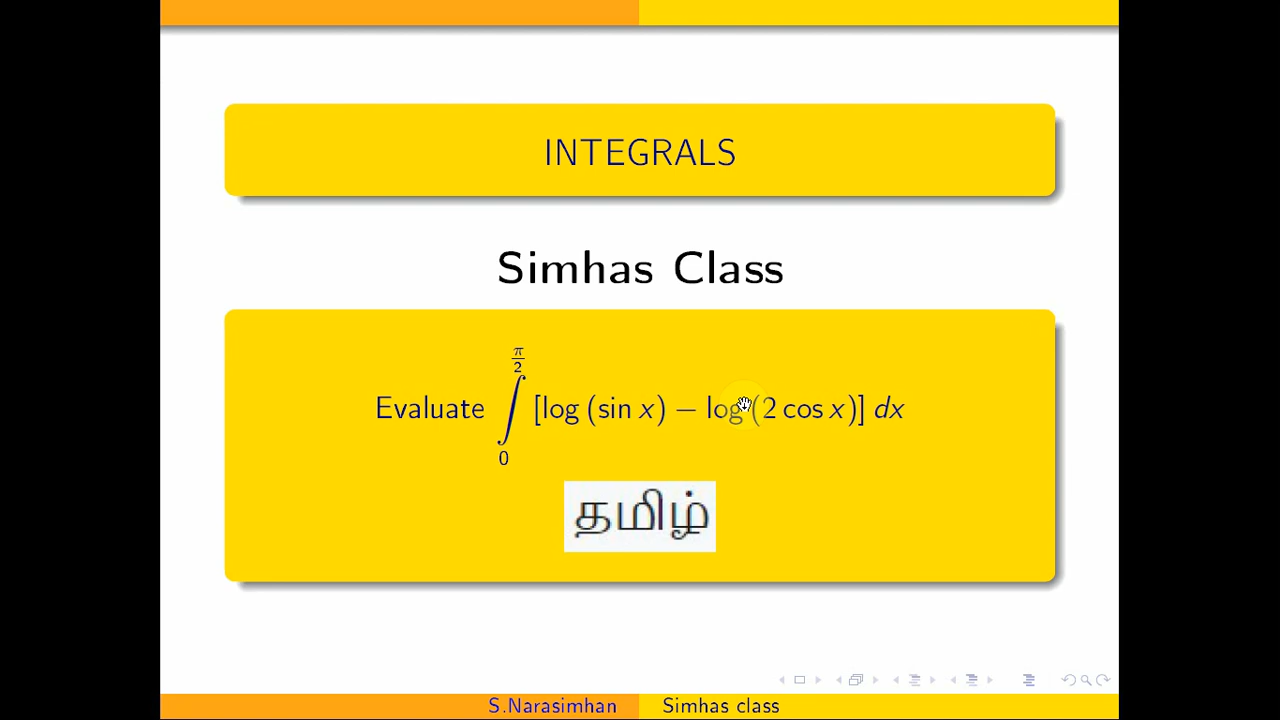 INTEGRALS
Simhas Class
Evaluate ∫₀^{π/2} [log (sin x) − log (2 cos x)] dx
தமிழ்
S.Narasimhan Simhas class